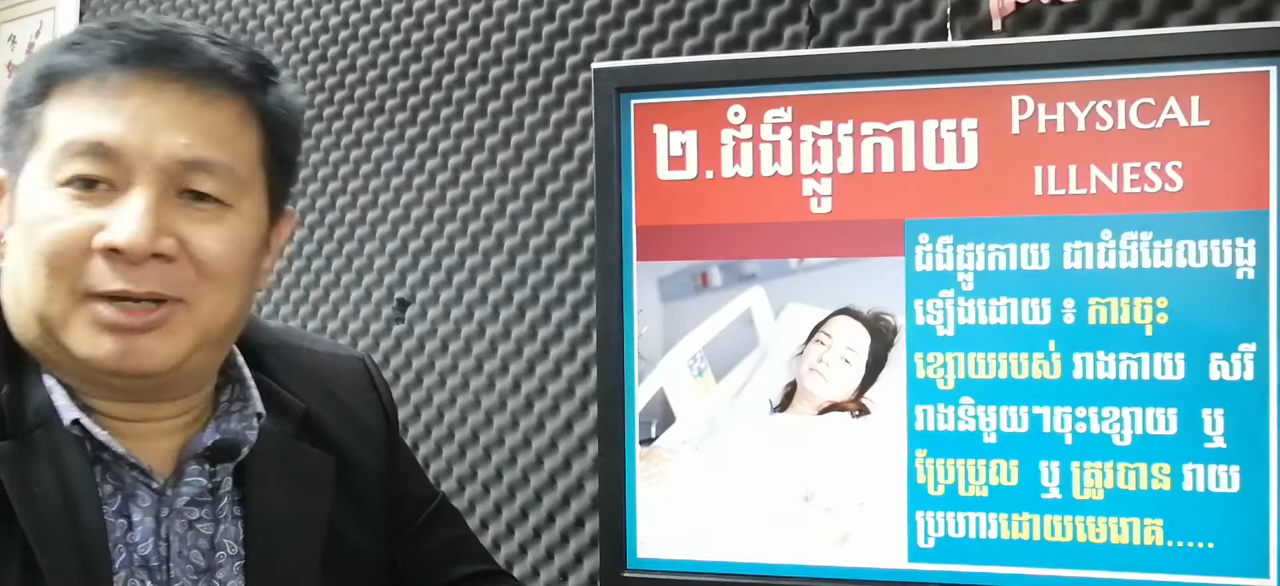 ២.ជំងឺផ្លូវកាយ
PHYSICAL
ILLNESS
ជំងឺផ្លូវកាយ ជាជំងឺដែលបង្ក
ឡើងដោយ ៖ ការចុះ
ខ្សោយរបស់ រាងកាយ សរី
រាងនិមួយៗចុះខ្សោយ ឬ
ប្រែប្រួល ឬ ត្រូវបាន វាយ
ប្រហារដោយមេរោគ.....